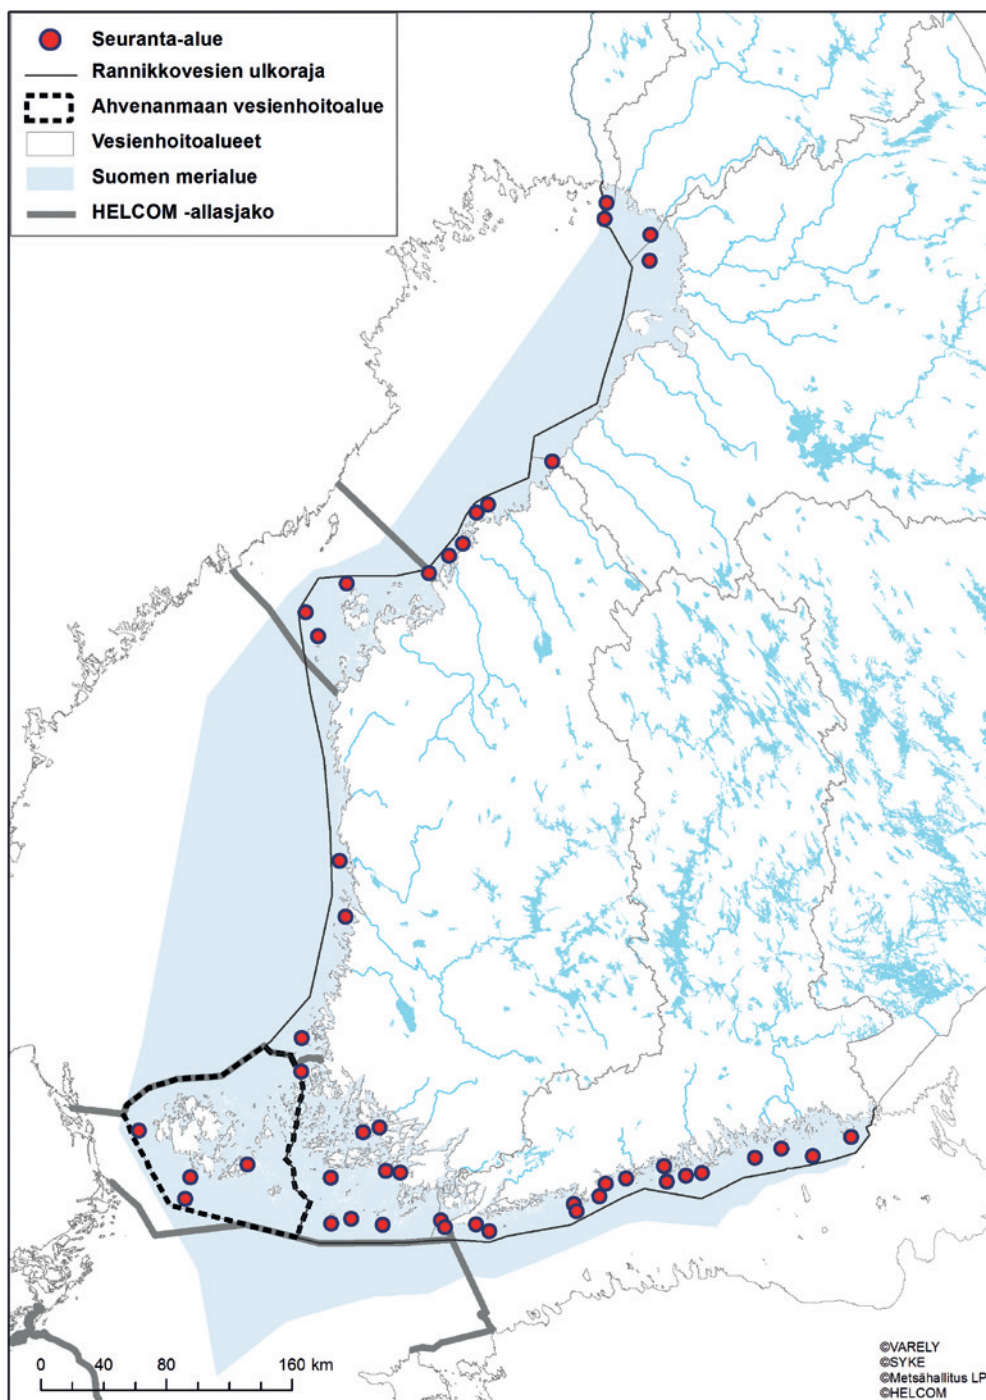 Seuranta-alue
Rannikkovesien ulkoraja
Ahvenanmaan vesienhoitoalue
Vesienhoitoalueet
Suomen merialue
HELCOM -allasjako
0 40 80 160 km
©VARELY
©SYKE
©Metsähallitus LP
©HELCOM